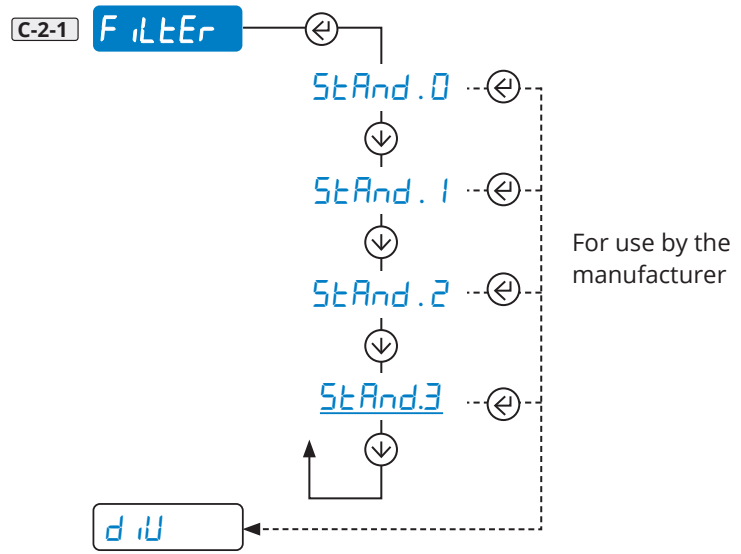 C-2-1 FiLtEr
StAnd.0
StAnd.1
StAnd.2
For use by the
manufacturer
StAnd.3
diU